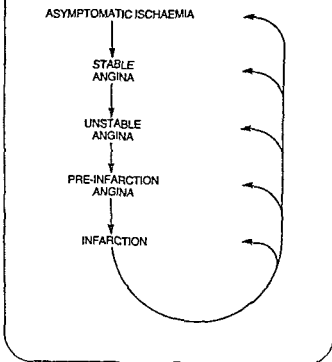 ASYMPTOMATIC ISCHAEMIA
STABLE
ANGINA
UNSTABLE
ANGINA
PRE-INFARCTION
ANGINA
INFARCTION